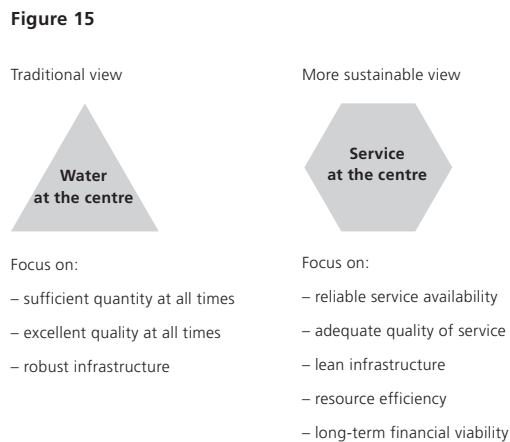 Figure 15
Traditional view
Water
at the centre
Focus on:
– sufficient quantity at all times
– excellent quality at all times
– robust infrastructure
More sustainable view
Service
at the centre
Focus on:
– reliable service availability
– adequate quality of service
– lean infrastructure
– resource efficiency
– long-term financial viability